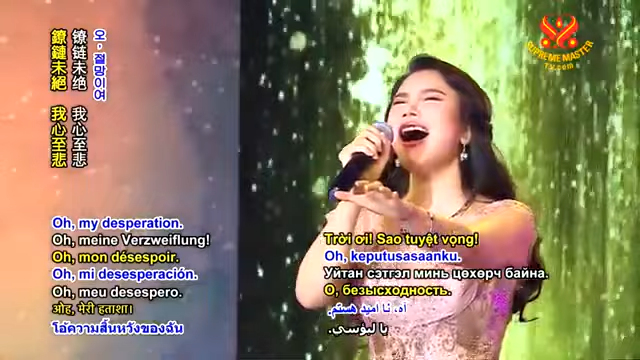 鐐鏈未絕 我心至悲
镣链未绝 我心至悲
오, 절망이여
SUPREME MASTER
TV.com
Oh, my desperation.
Oh, meine Verzweiflung!
Oh, mon désespoir.
Oh, mi desesperación.
Oh, meu desespero.
ओह, मेरी हताशा।
โอ้ความสิ้นหวังของฉัน
Trời ơi! Sao tuyệt vọng!
Oh, keputusasaanku.
Уйтан сэтгэл минь цөхөрч байна.
О, безысходность.
آه، نا امید هستم.
يا لبؤسي.